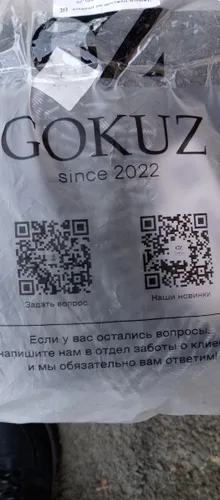 GOKUZ
since 2022
Задать вопрос
Наши новинки
Если у вас остались вопросы,
напишите нам в отдел заботы о
и мы обязательно вам ответим!